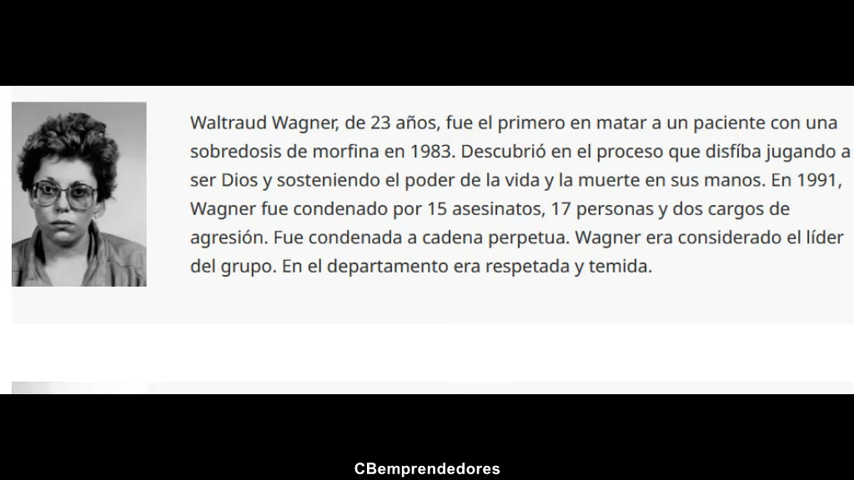 Waltraud Wagner, de 23 años, fue el primero en matar a un paciente con una
sobredosis de morfina en 1983. Descubrió en el proceso que disfíba jugando a
ser Dios y sosteniendo el poder de la vida y la muerte en sus manos. En 1991,
Wagner fue condenado por 15 asesinatos, 17 personas y dos cargos de
agresión. Fue condenada a cadena perpetua. Wagner era considerado el líder
del grupo. En el departamento era respetada y temida.
CBemprendedores